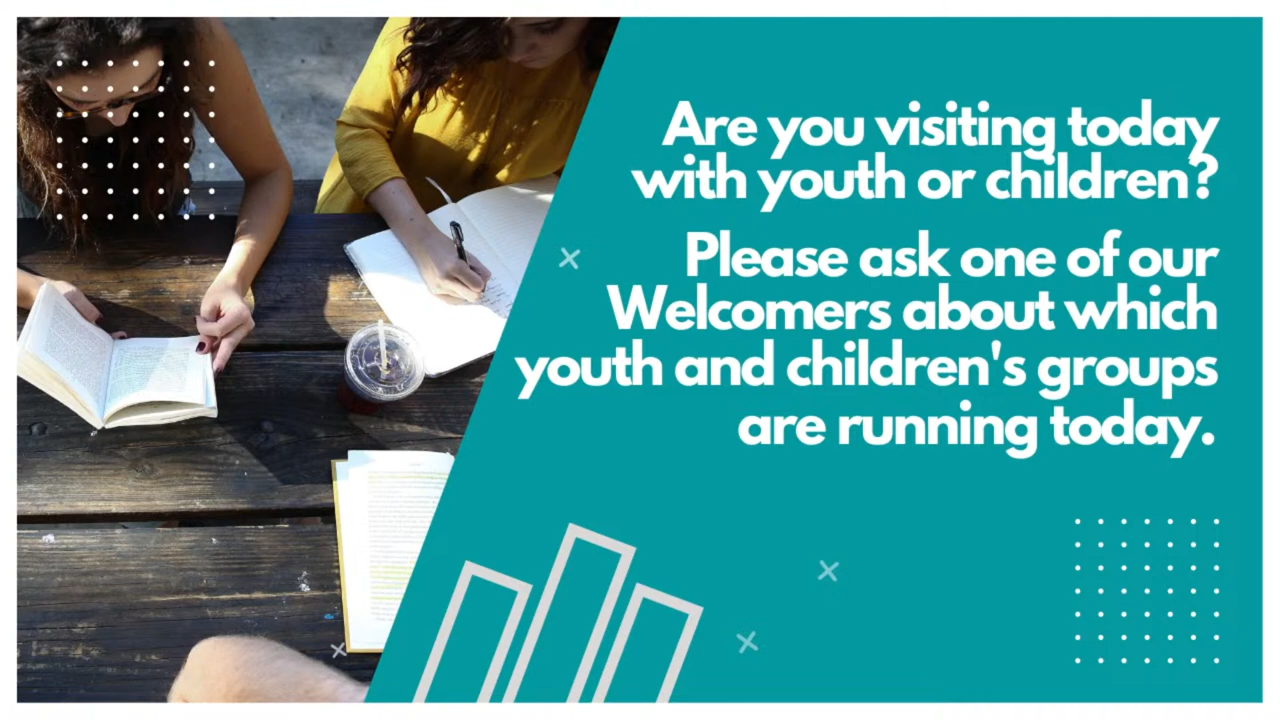 Are you visiting today
with youth or children?
Please ask one of our
Welcomers about which
youth and children's groups
are running today.